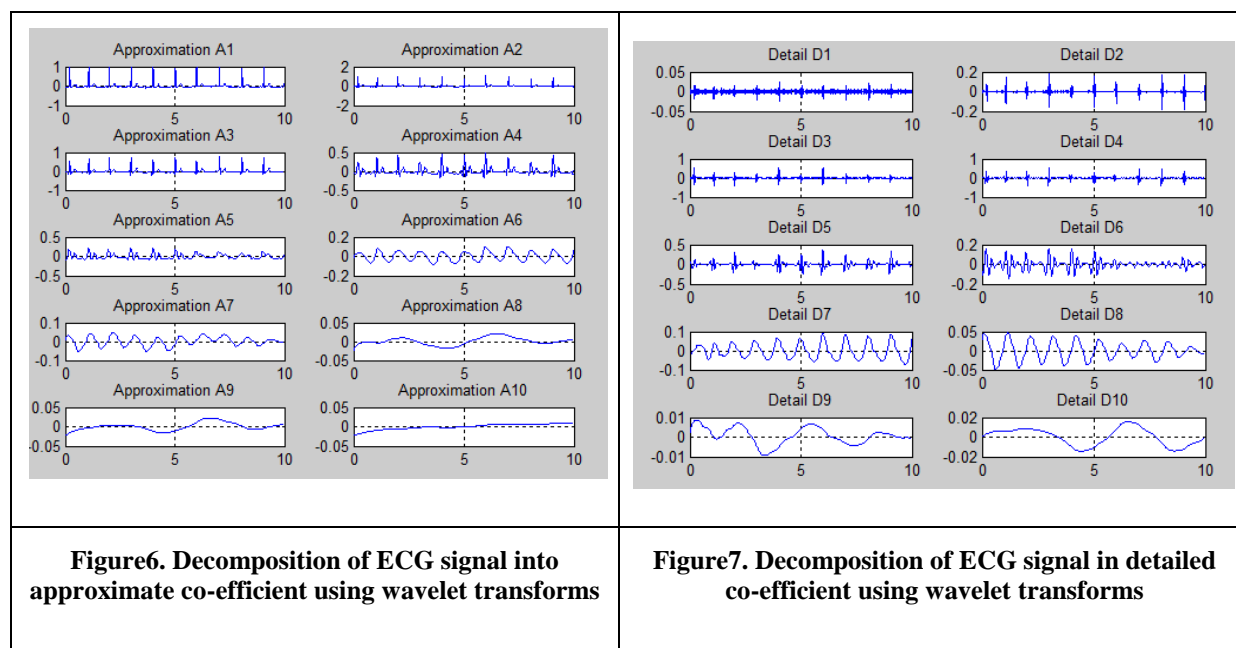 Approximation A1
1
0
-1
0 5 10
Approximation A2
2
0
-2
0 5 10
Approximation A3
1
0
-1
0 5 10
Approximation A4
0.5
0
-0.5
0 5 10
Approximation A5
0.5
0
-0.5
0 5 10
Approximation A6
0.2
0
-0.2
0 5 10
Approximation A7
0.1
0
-0.1
0 5 10
Approximation A8
0.05
0
-0.05
0 5 10
Approximation A9
0.05
0
-0.05
0 5 10
Approximation A10
0.05
0
-0.05
0 5 10
Figure6. Decomposition of ECG signal into
approximate co-efficient using wavelet transforms
Detail D1
0.05
0
-0.05
0 5 10
Detail D2
0.2
0
-0.2
0 5 10
Detail D3
1
0
-1
0 5 10
Detail D4
1
0
-1
0 5 10
Detail D5
0.5
0
-0.5
0 5 10
Detail D6
0.2
0
-0.2
0 5 10
Detail D7
0.1
0
-0.1
0 5 10
Detail D8
0.05
0
-0.05
0 5 10
Detail D9
0.01
0
-0.01
0 5 10
Detail D10
0.02
0
-0.02
0 5 10
Figure7. Decomposition of ECG signal in detailed
co-efficient using wavelet transforms